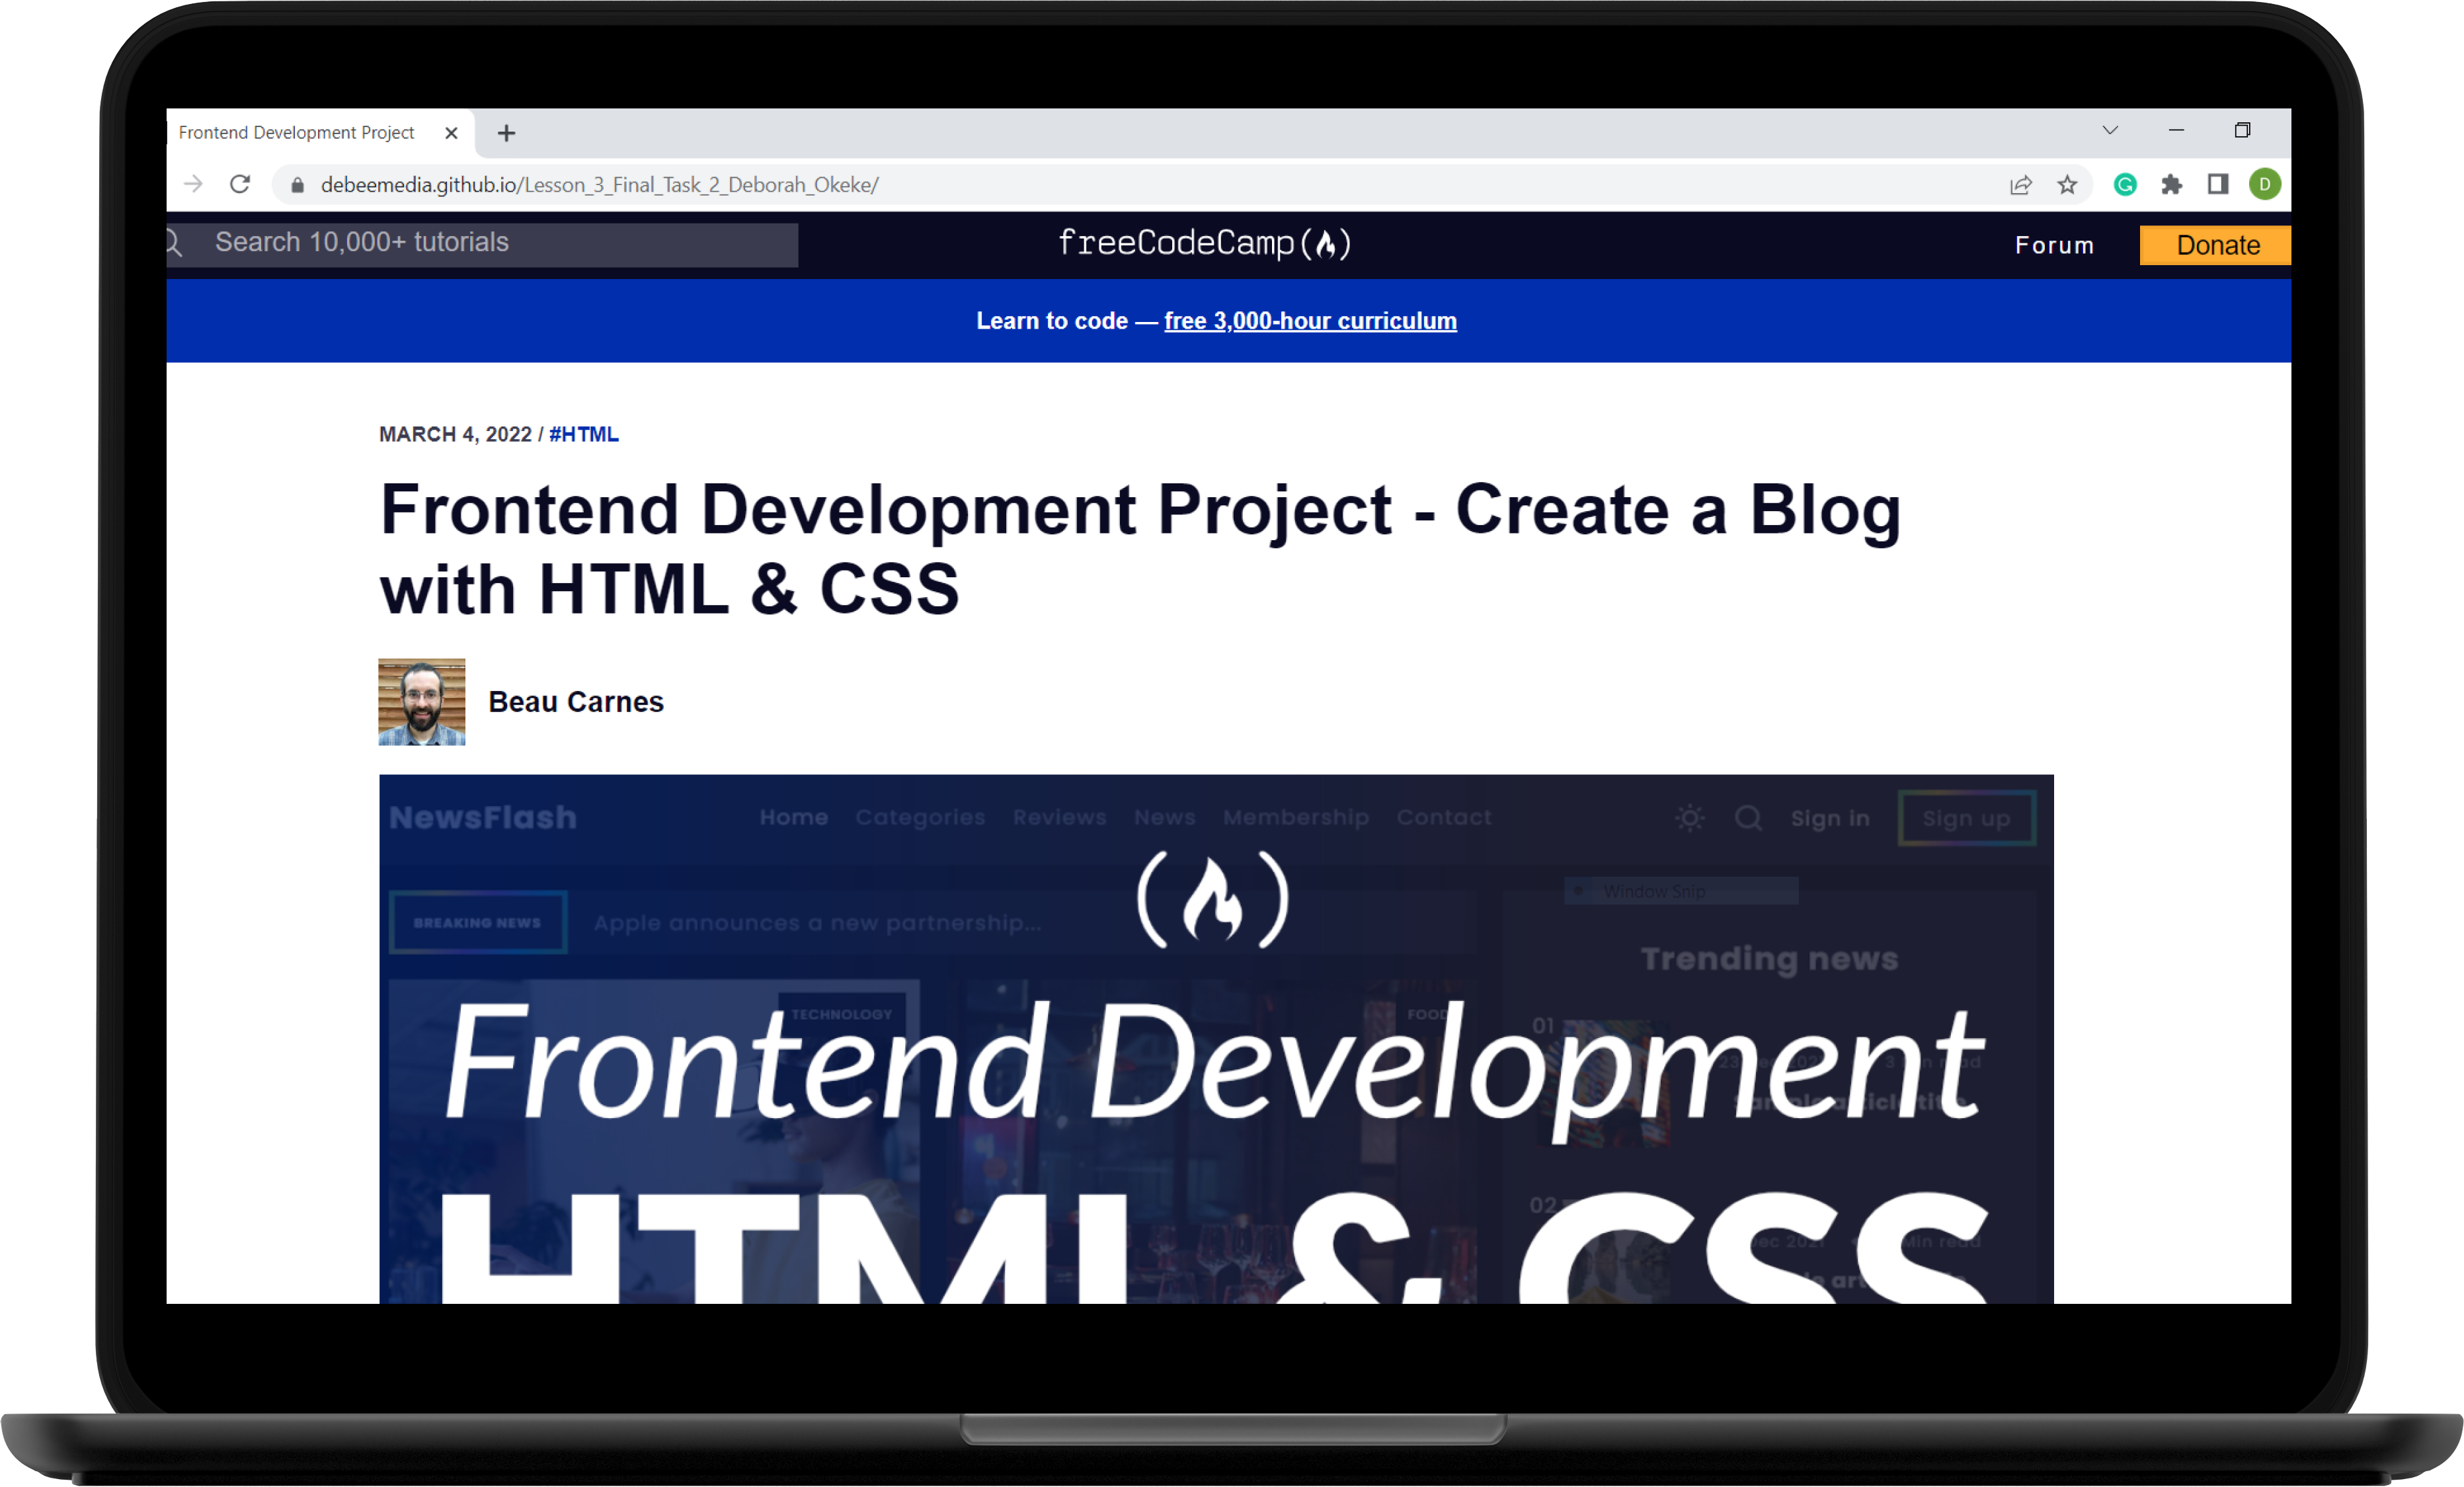 Frontend Development Project
debeemedia.github.io/Lesson_3_Final_Task_2_Deborah_Okeke/
D
Search 10,000+ tutorials
freeCodeCamp
Forum
Donate
Learn to code — free 3,000-hour curriculum
MARCH 4, 2022 / #HTML
Frontend Development Project - Create a Blog
with HTML & CSS
Beau Carnes
NewsFlash
Home Categories Reviews News Membership Contact
Sign in
Sign up
BREAKING NEWS
Apple announces a new partnership...
Window Snip
Trending news
TECHNOLOGY
FOOD
01
Frontend Development
HTML & CSS
02